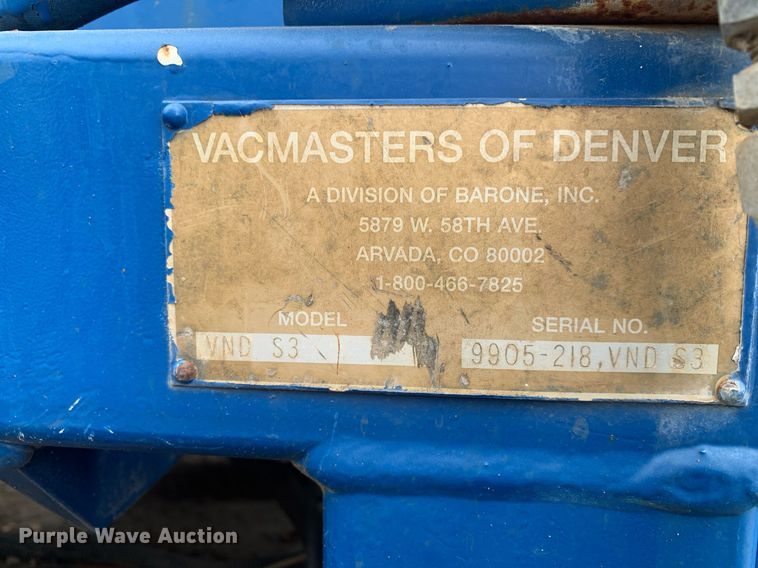 VACMASTERS OF DENVER
A DIVISION OF BARONE, INC.
5879 W. 58TH AVE.
ARVADA, CO 80002
1-800-466-7825
MODEL
SERIAL NO.
VND S3
9905-218,VND S3
Purple Wave Auction